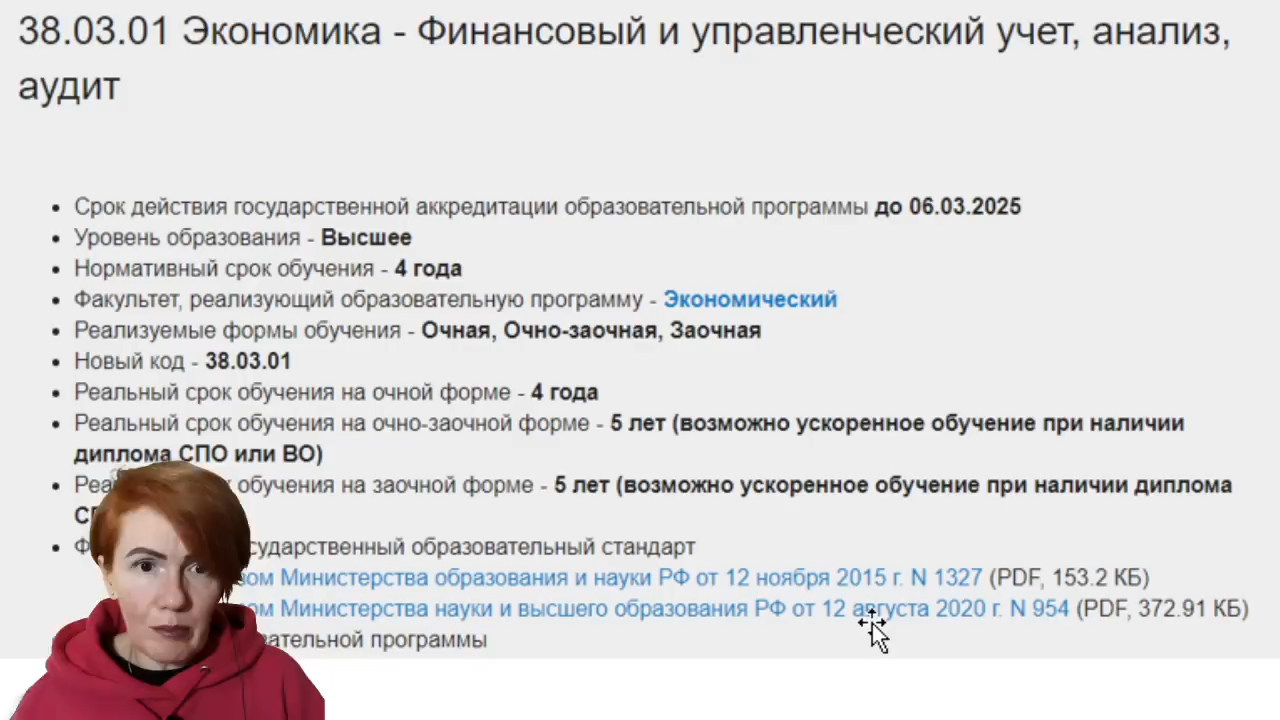 38.03.01 Экономика - Финансовый и управленческий учет, анализ,
аудит
Срок действия государственной аккредитации образовательной программы до 06.03.2025
Уровень образования - Высшее
Нормативный срок обучения - 4 года
Факультет, реализующий образовательную программу - Экономический
Реализуемые формы обучения - Очная, Очно-заочная, Заочная
Новый код - 38.03.01
Реальный срок обучения на очной форме - 4 года
Реальный срок обучения на очно-заочной форме - 5 лет (возможно ускоренное обучение при наличии
диплома СПО или ВО)
обучения на заочной форме - 5 лет (возможно ускоренное обучение при наличии диплома
сударственный образовательный стандарт
зом Министерства образования и науки РФ от 12 ноября 2015 г. N 1327 (PDF, 153.2 КБ)
ом Министерства науки и высшего образования РФ от 12 августа 2020 г. N 954 (PDF, 372.91 КБ)
вательной программы